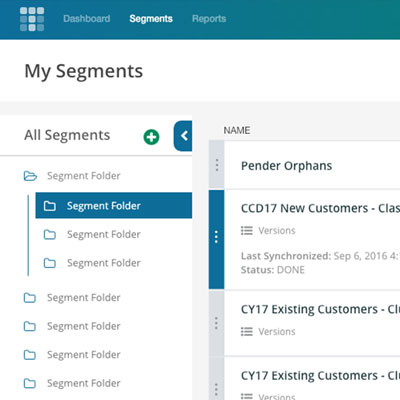 Dashboard Segments Reports
My Segments
All Segments
Segment Folder
Segment Folder
Segment Folder
Segment Folder
Segment Folder
Segment Folder
Segment Folder
Segment Folder
NAME
Pender Orphans
CCD17 New Customers - Clas
Versions
Last Synchronized: Sep 6, 2016 4:
Status: DONE
CY17 Existing Customers - Cl
Versions
CY17 Existing Customers - Cl
Versions